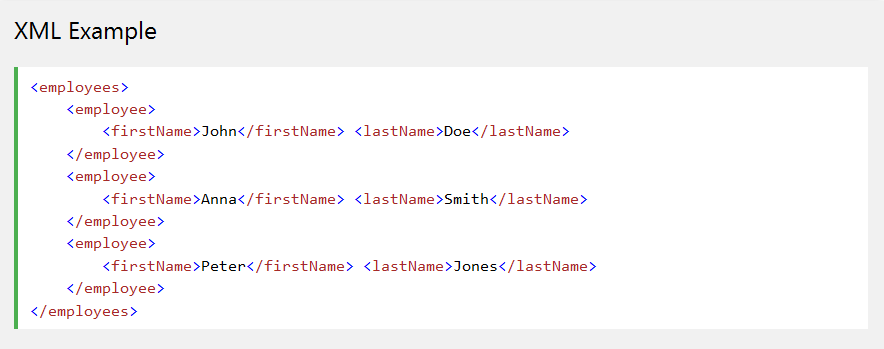 XML Example
<employees>
    <employee>
        <firstName>John</firstName> <lastName>Doe</lastName>
    </employee>
    <employee>
        <firstName>Anna</firstName> <lastName>Smith</lastName>
    </employee>
    <employee>
        <firstName>Peter</firstName> <lastName>Jones</lastName>
    </employee>
</employees>